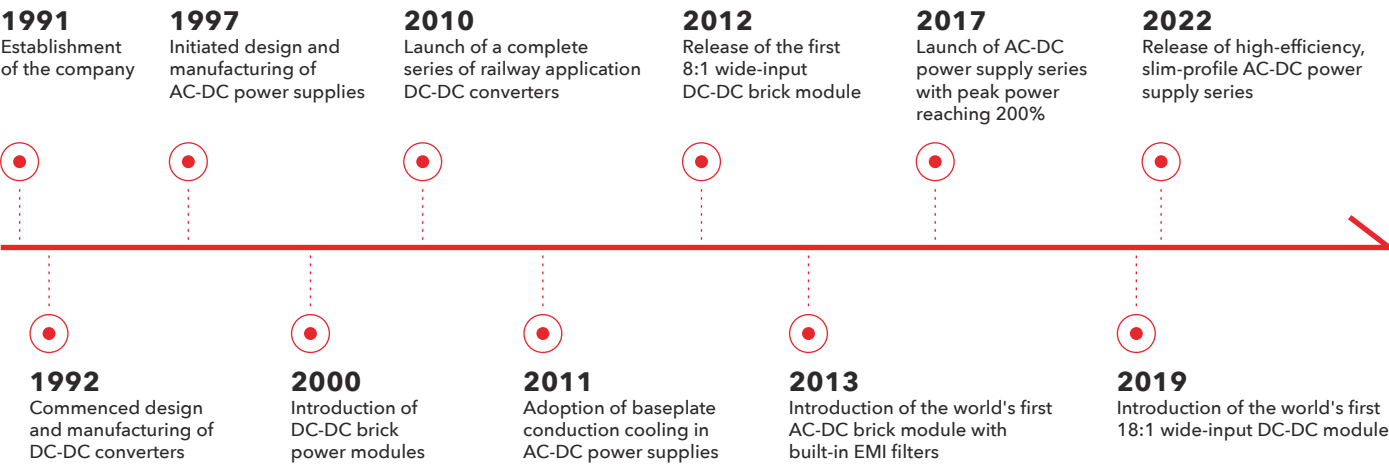 1991
Establishment
of the company
1997
Initiated design and
manufacturing of
AC-DC power supplies
2010
Launch of a complete
series of railway application
DC-DC converters
2012
Release of the first
8:1 wide-input
DC-DC brick module
2017
Launch of AC-DC
power supply series
with peak power
reaching 200%
2022
Release of high-efficiency,
slim-profile AC-DC power
supply series
1992
Commenced design
and manufacturing of
DC-DC converters
2000
Introduction of
DC-DC brick
power modules
2011
Adoption of baseplate
conduction cooling in
AC-DC power supplies
2013
Introduction of the world's first
AC-DC brick module with
built-in EMI filters
2019
Introduction of the world's first
18:1 wide-input DC-DC module